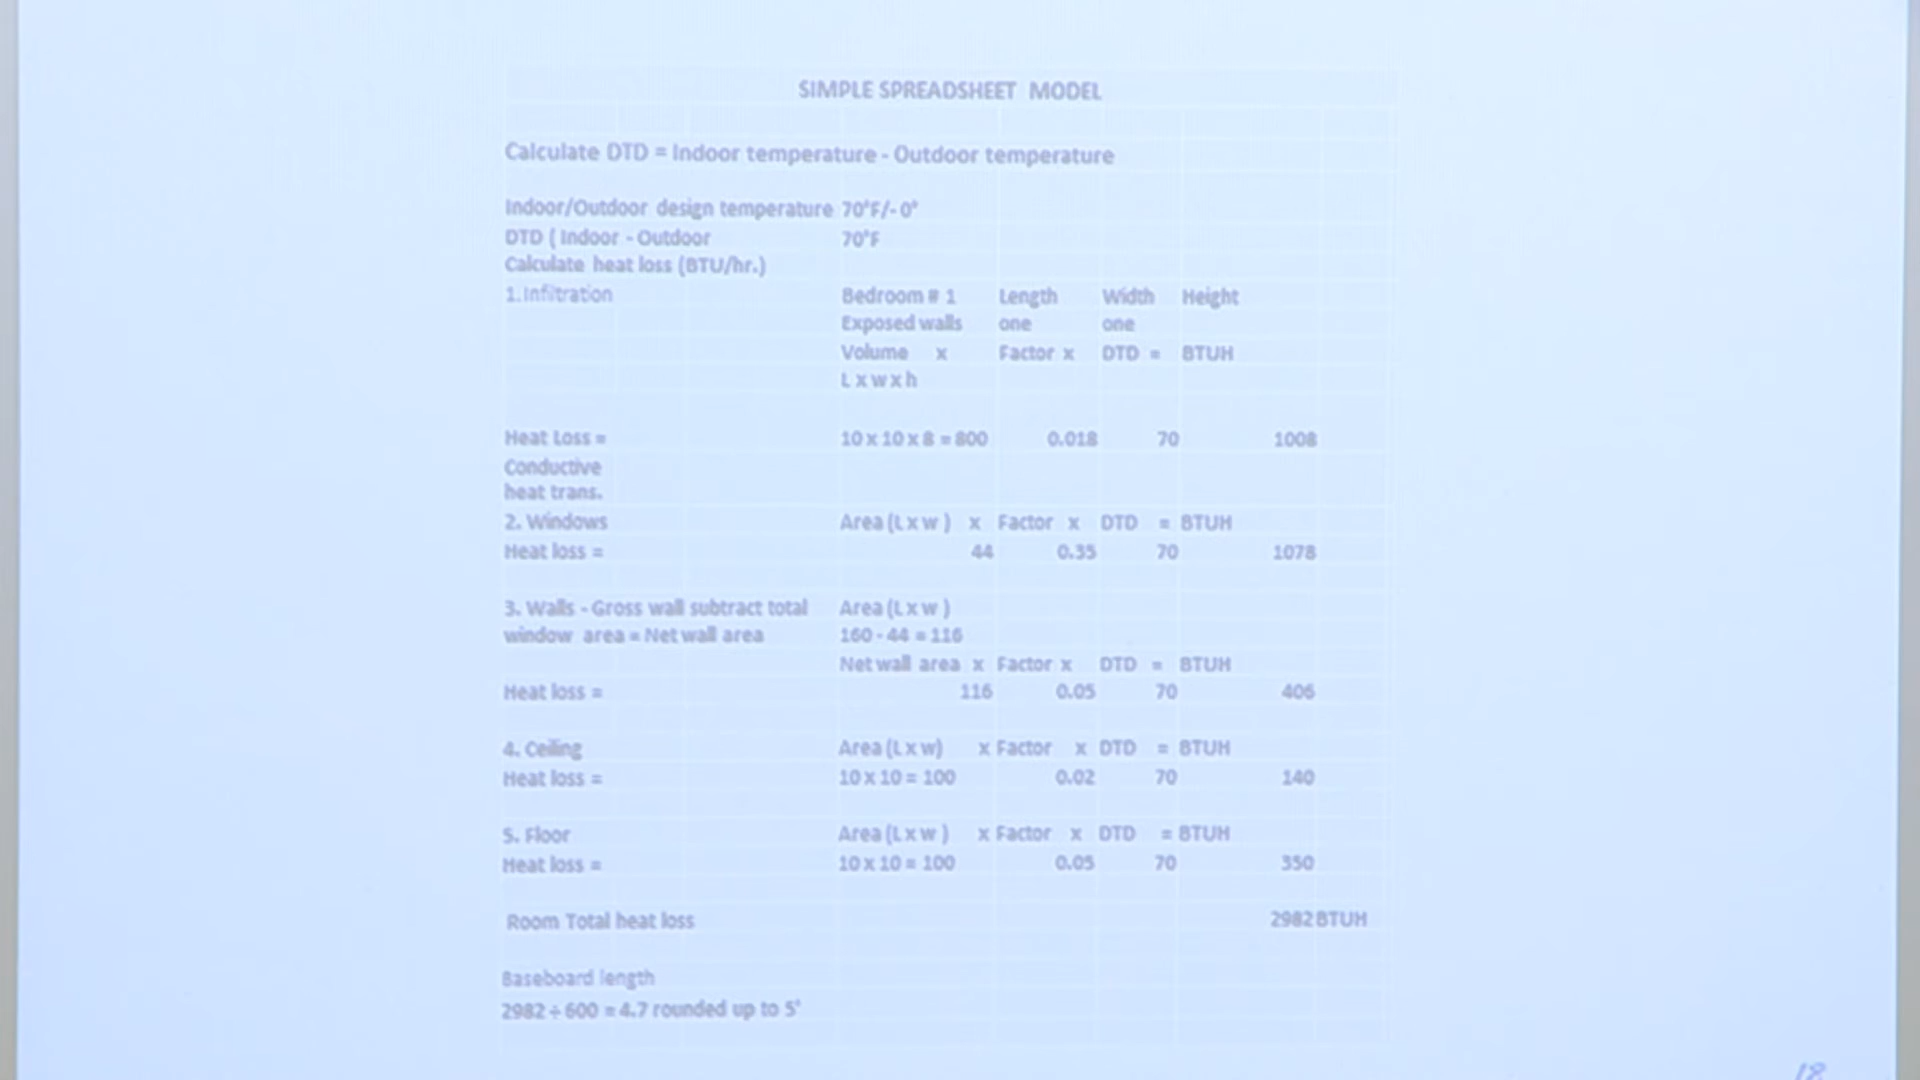 SIMPLE SPREADSHEET MODEL
Calculate DTD = Indoor temperature - Outdoor temperature
Indoor/Outdoor design temperature 70°F/- 0°
DTD ( Indoor - Outdoor 70°F
Calculate heat loss (BTU/hr.)
1. Infiltration Bedroom # 1 Length Width Height
Exposed walls one one
Volume x Factor x DTD = BTUH
L x w x h
Heat Loss = 10 x 10 x 8 = 800 0.018 70 1008
Conductive
heat trans.
2. Windows Area (L x w ) x Factor x DTD = BTUH
Heat loss = 44 0.35 70 1078
3. Walls - Gross wall subtract total Area (L x w )
window area = Net wall area 160 - 44 = 116
Net wall area x Factor x DTD = BTUH
Heat loss = 116 0.05 70 406
4. Ceiling Area (L x w) x Factor x DTD = BTUH
Heat loss = 10 x 10 = 100 0.02 70 140
5. Floor Area (L x w ) x Factor x DTD = BTUH
Heat loss = 10 x 10 = 100 0.05 70 350
Room Total heat loss 2982 BTUH
Baseboard length
2982 ÷ 600 = 4.7 rounded up to 5'
18